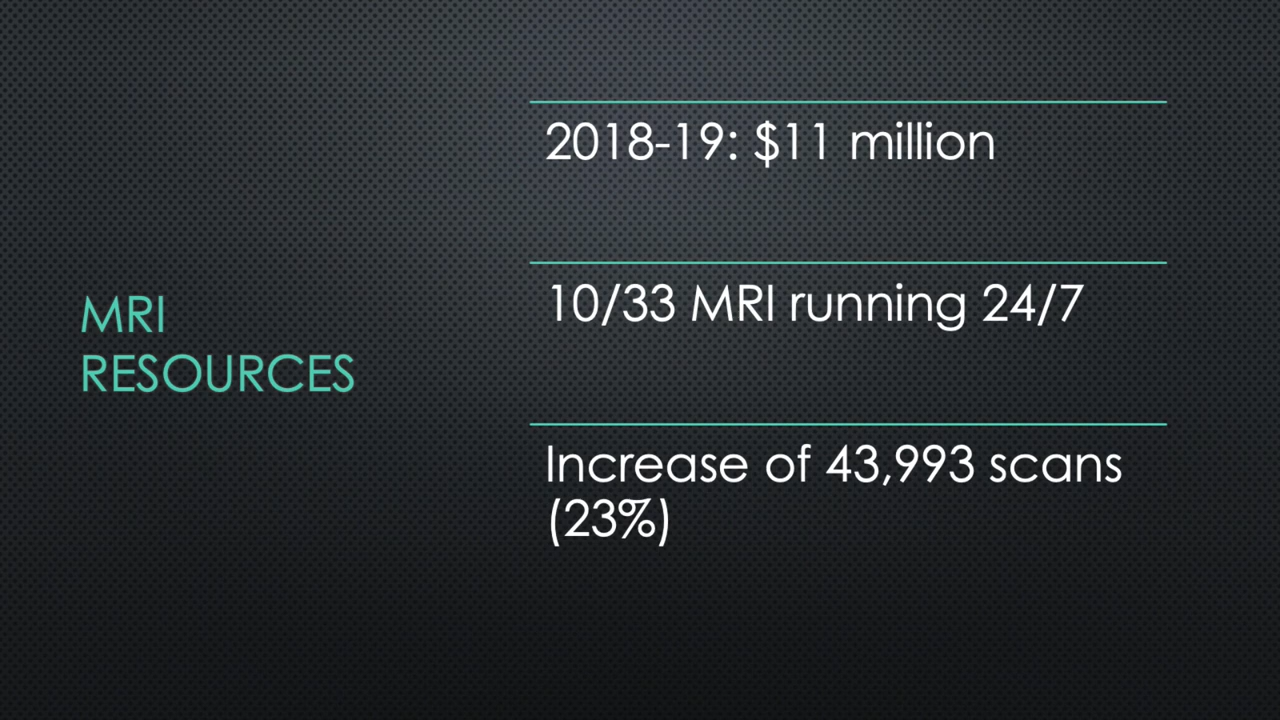 MRI
RESOURCES
2018-19: $11 million
10/33 MRI running 24/7
Increase of 43,993 scans
(23%)